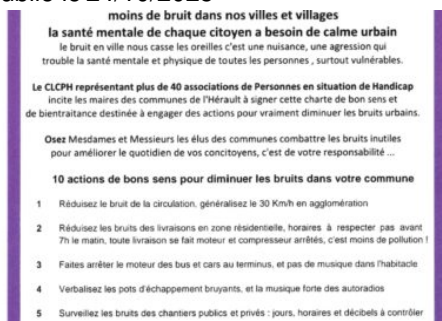 moins de bruit dans nos villes et villages
la santé mentale de chaque citoyen a besoin de calme urbain
le bruit en ville nous casse les oreilles c'est une nuisance, une agression qui
trouble la santé mentale et physique de toutes les personnes , surtout vulnérables.
Le CLCPH représentant plus de 40 associations de Personnes en situation de Handicap
incite les maires des communes de l'Hérault à signer cette charte de bon sens et
de bientraitance destinée à engager des actions pour vraiment diminuer les bruits urbains.
Osez Mesdames et Messieurs les élus des communes combattre les bruits inutiles
pour améliorer le quotidien de vos concitoyens, c'est de votre responsabilité ...
10 actions de bons sens pour diminuer les bruits dans votre commune
1 Réduisez le bruit de la circulation, généralisez le 30 Km/h en agglomération
2 Réduisez les bruits des livraisons en zone résidentielle, horaires à respecter pas avant
7h le matin, toute livraison se fait moteur et compresseur arrêtés, c'est moins de pollution !
3 Faites arrêter le moteur des bus et cars au terminus, et pas de musique dans l'habitacle
4 Verbalisez les pots d'échappement bruyants, et la musique forte des autoradios
5 Surveillez les bruits des chantiers publics et privés : jours, horaires et décibels à contrôler